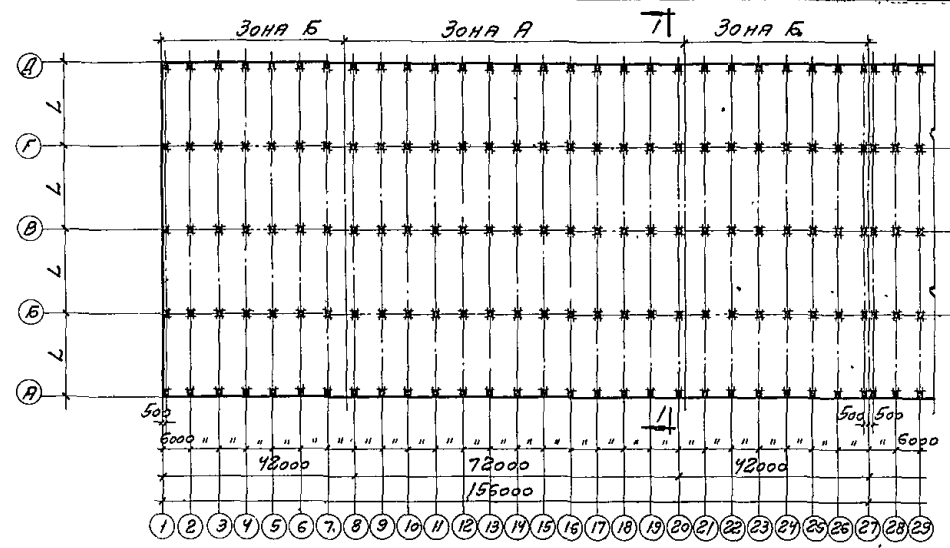 ЗОНА Б ЗОНА А 1 ЗОНА Б
Д
L
Г
L
В
L
Б
L
А
500 1 500 500
6000 " " " " " " " " " " " " " " " " " " " " " " " " " " 6000
42000 72000 42000
156000
1 2 3 4 5 6 7 8 9 10 11 12 13 14 15 16 17 18 19 20 21 22 23 24 25 26 27 28 29